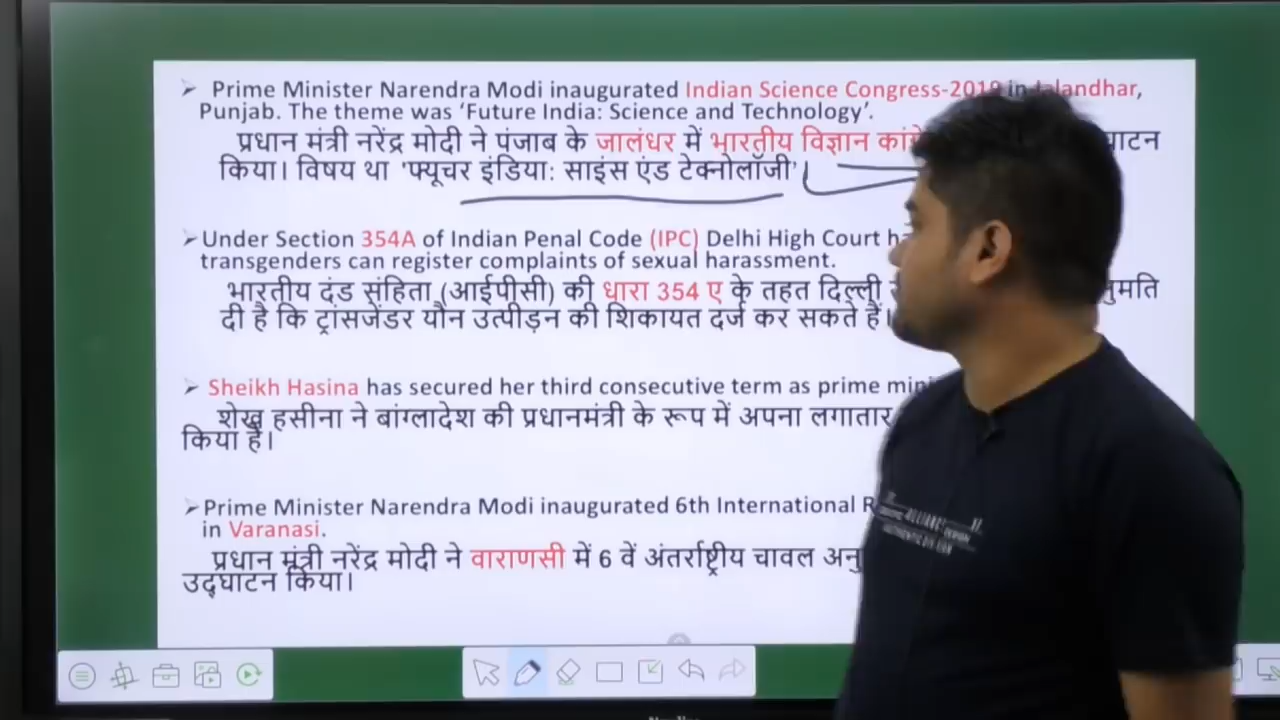 ➢ Prime Minister Narendra Modi inaugurated Indian Science Congress-2019 in Jalandhar,
Punjab. The theme was ‘Future India: Science and Technology’.
प्रधान मंत्री नरेंद्र मोदी ने पंजाब के जालंधर में भारतीय विज्ञान
किया। विषय था 'फ्यूचर इंडिया: साइंस एंड टेक्नोलॉजी'
➢ Under Section 354A of Indian Penal Code (IPC) Delhi High Court
transgenders can register complaints of sexual harassment.
भारतीय दंड संहिता (आईपीसी) की धारा 354 ए के तहत दिल्ली
दी है कि ट्रांसजेंडर यौन उत्पीड़न की शिकायत दर्ज कर सकते हैं।
➢ Sheikh Hasina has secured her third consecutive term as prime
शेख हसीना ने बांग्लादेश की प्रधानमंत्री के रूप में अपना लगातार
किया है।
➢ Prime Minister Narendra Modi inaugurated 6th International
in Varanasi.
प्रधान मंत्री नरेंद्र मोदी ने वाराणसी में 6 वें अंतर्राष्ट्रीय चावल
उद्घाटन किया।